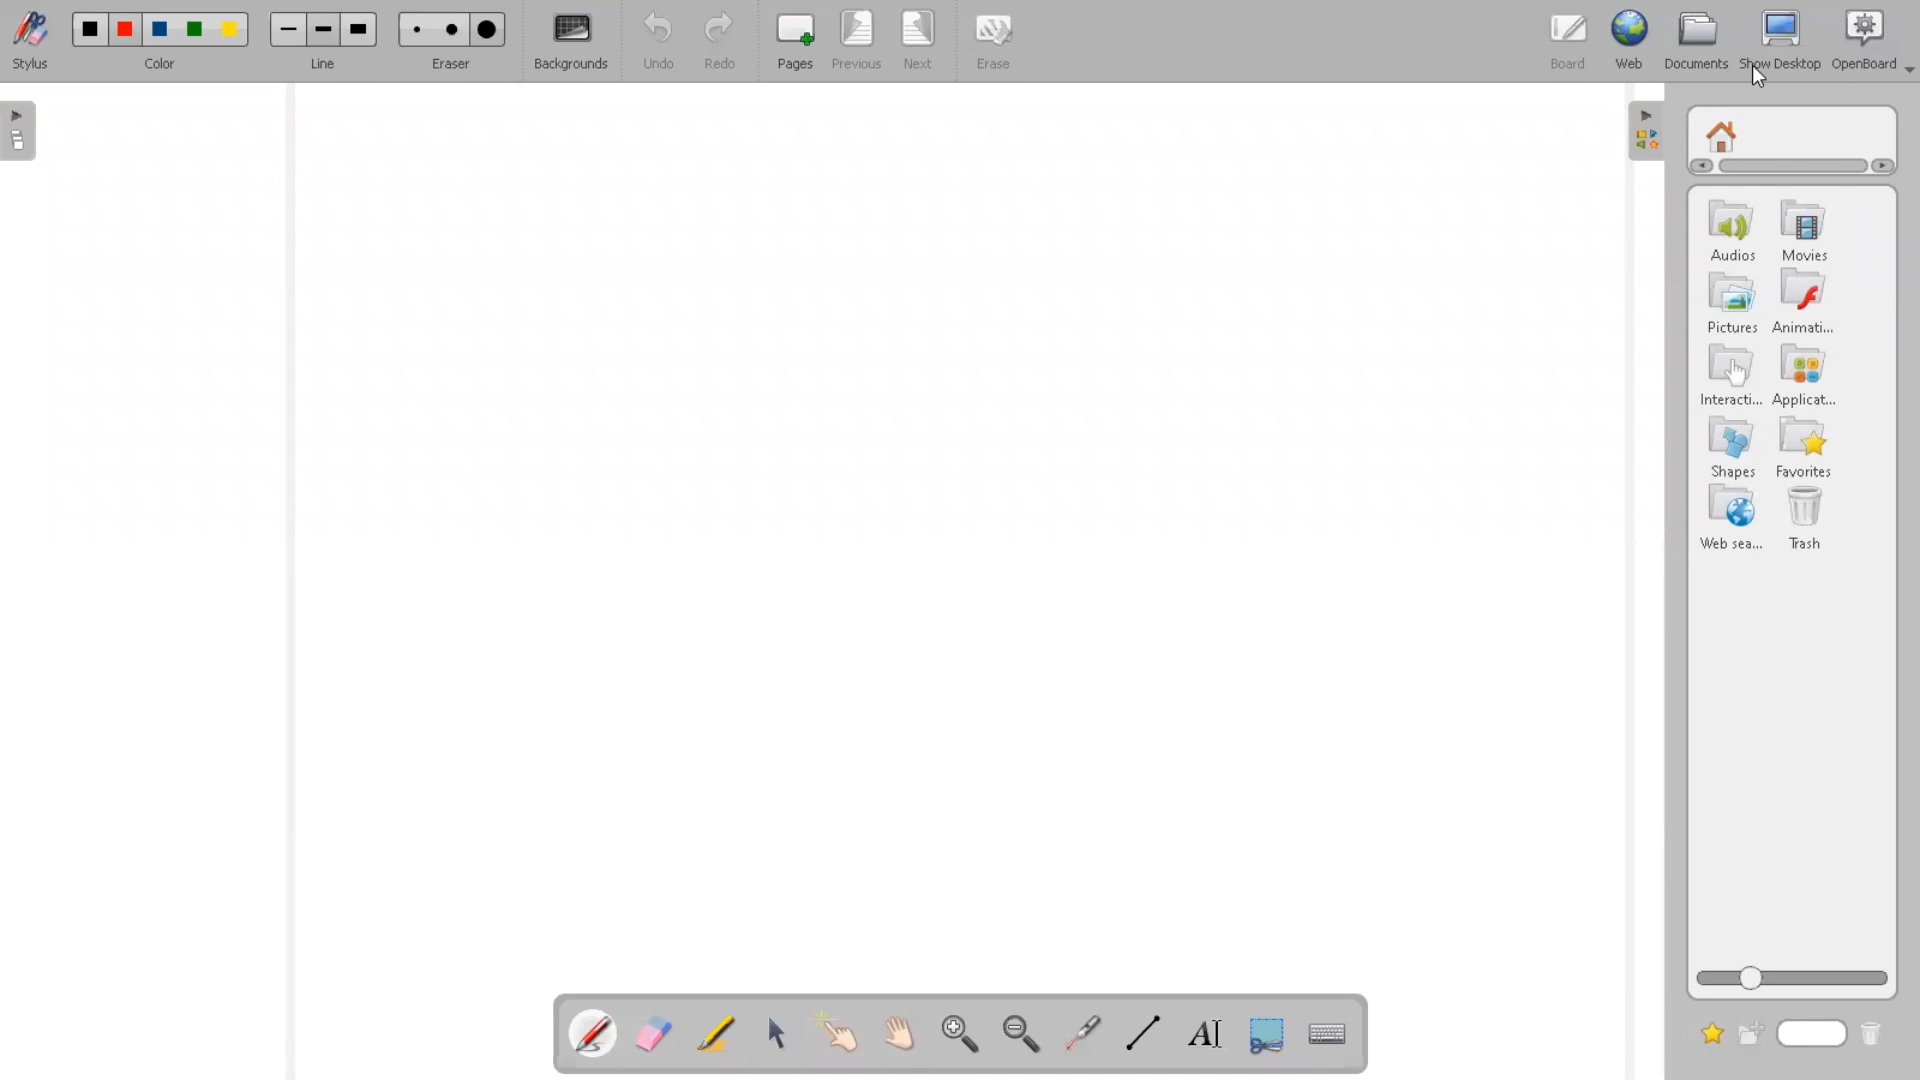 Stylus Color Line Eraser Backgrounds Undo Redo Pages Previous Next Erase Board Web Documents Show Desktop OpenBoard
Audios Movies
Pictures Animati...
Interacti... Applicat...
Shapes Favorites
Web sea... Trash
AI